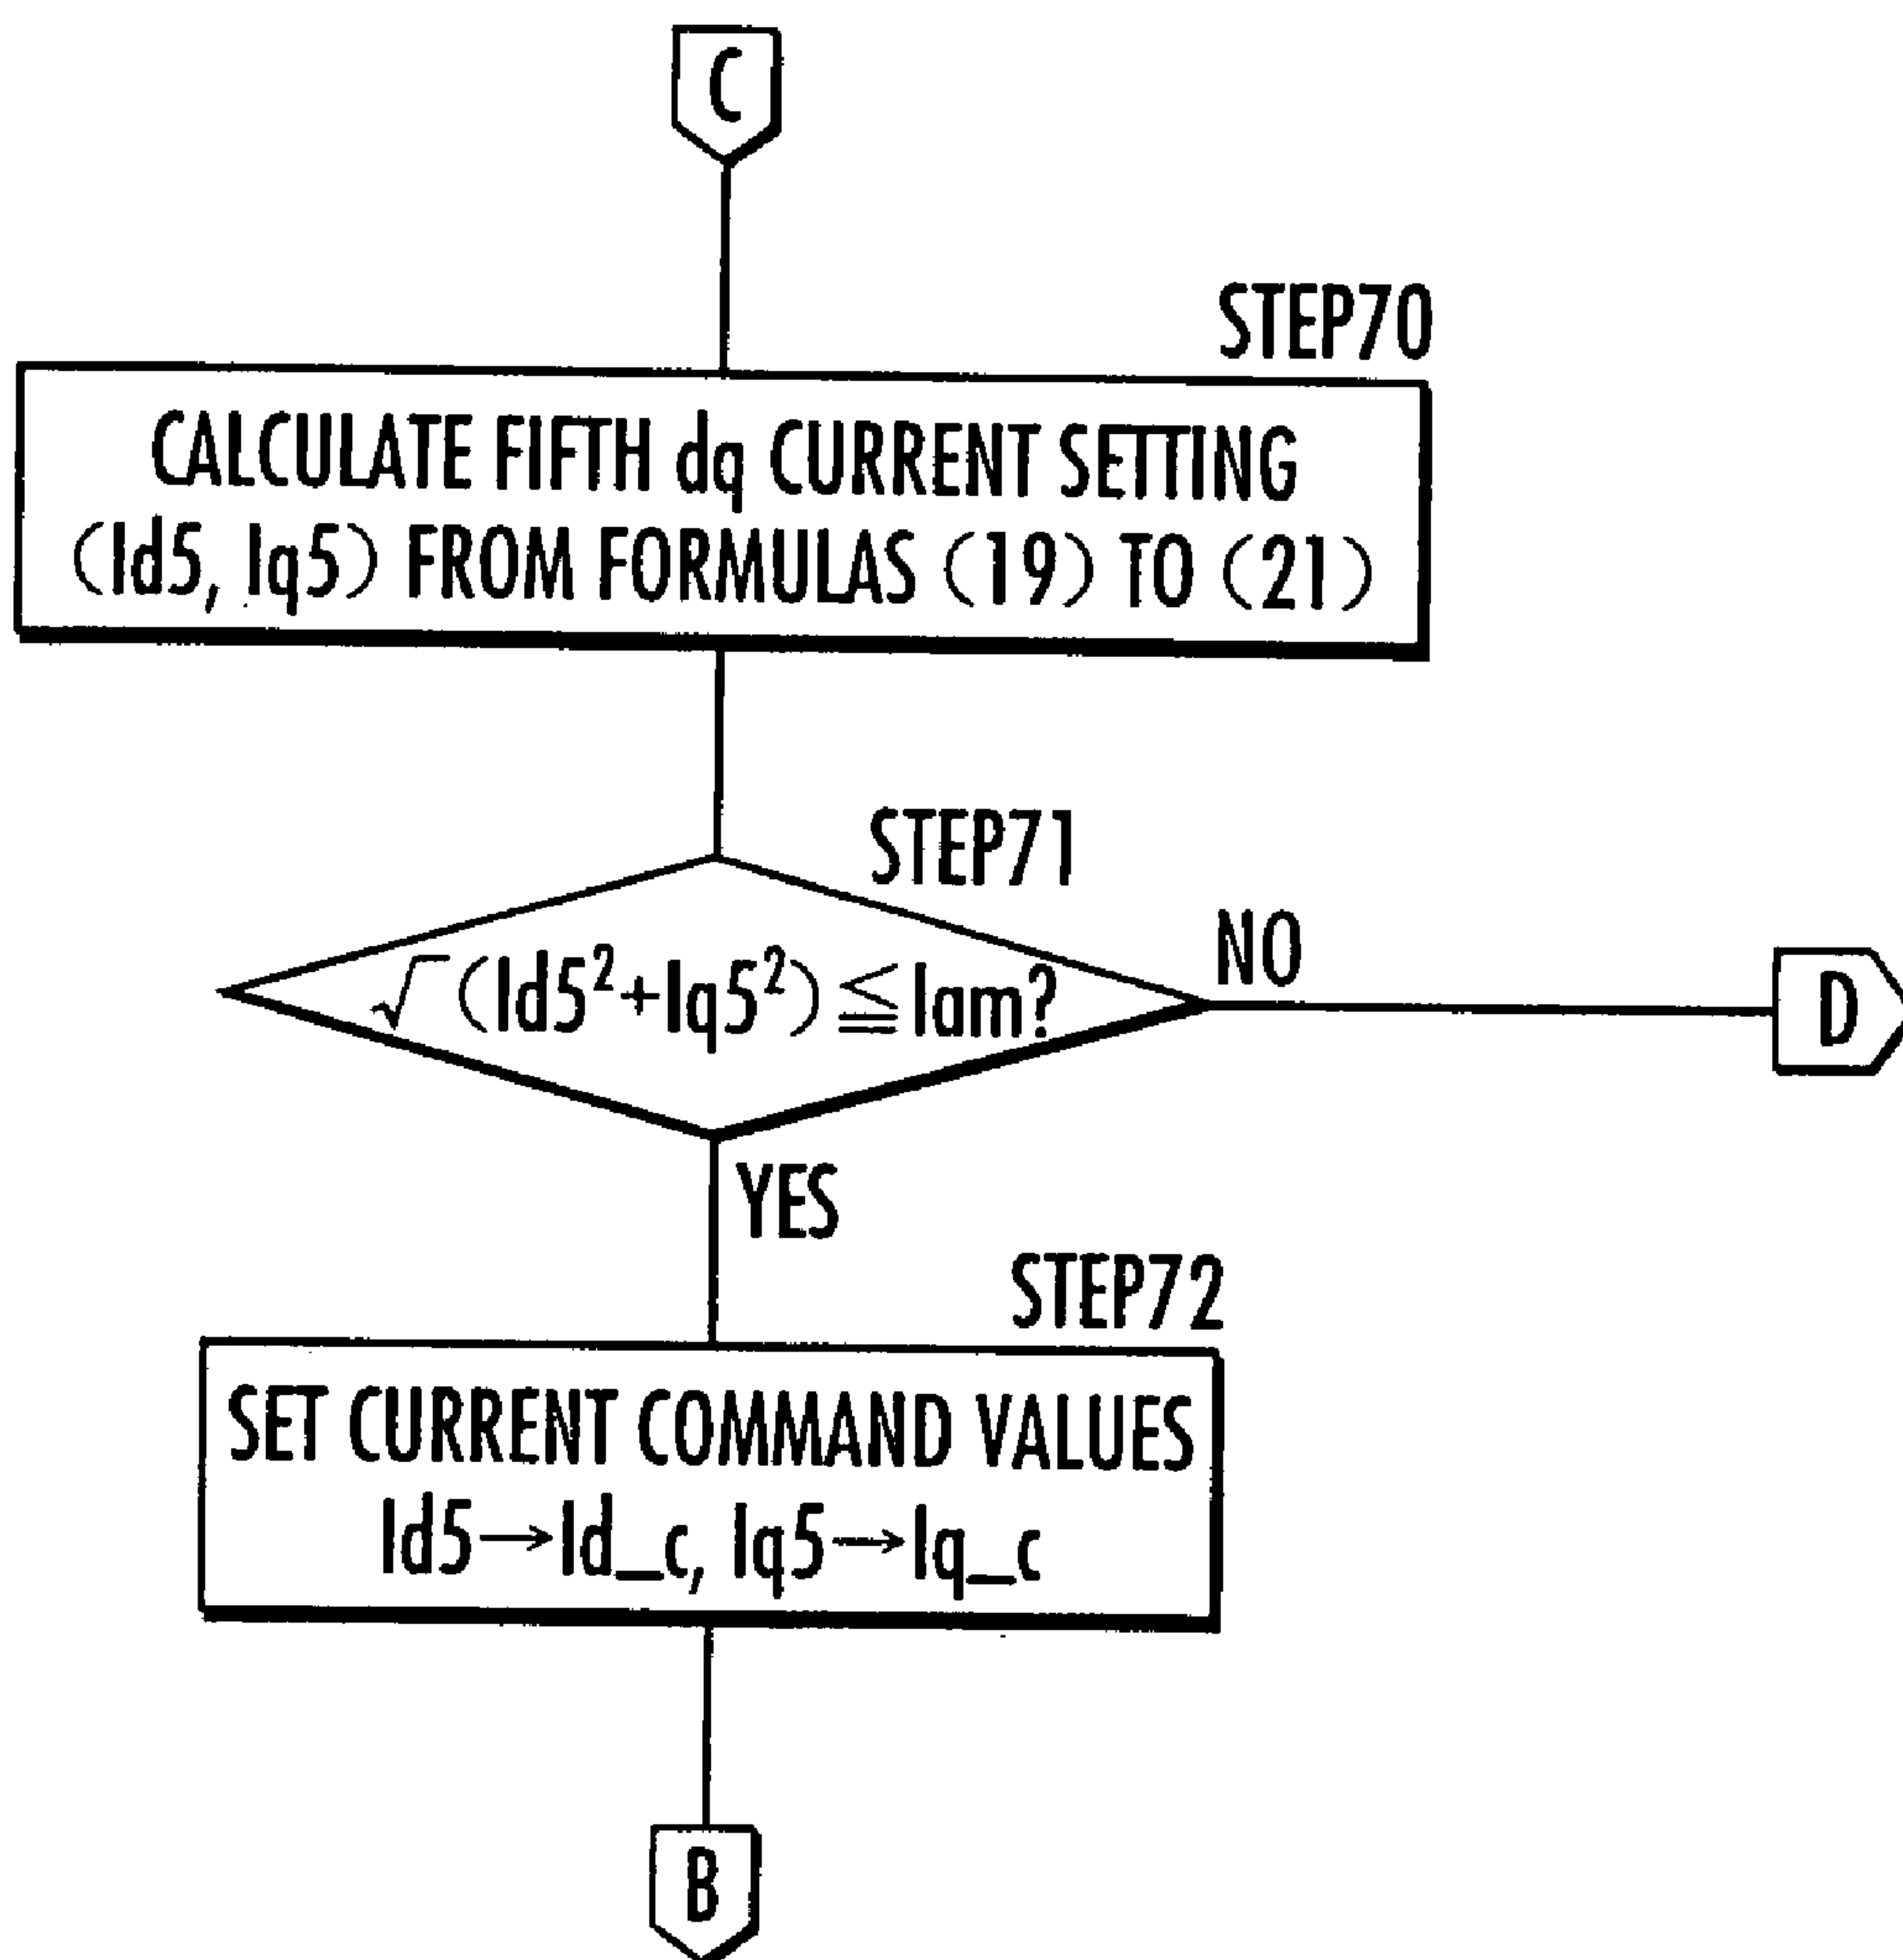 C
STEP70
CALCULATE FIFTH dq CURRENT SETTING
(Id5, Iq5) FROM FORMULAS (19) TO (21)
STEP71
√(Id5²+Iq5²)≦Iam?
NO
D
YES
STEP72
SET CURRENT COMMAND VALUES
Id5→Id_c, Iq5→Iq_c
B